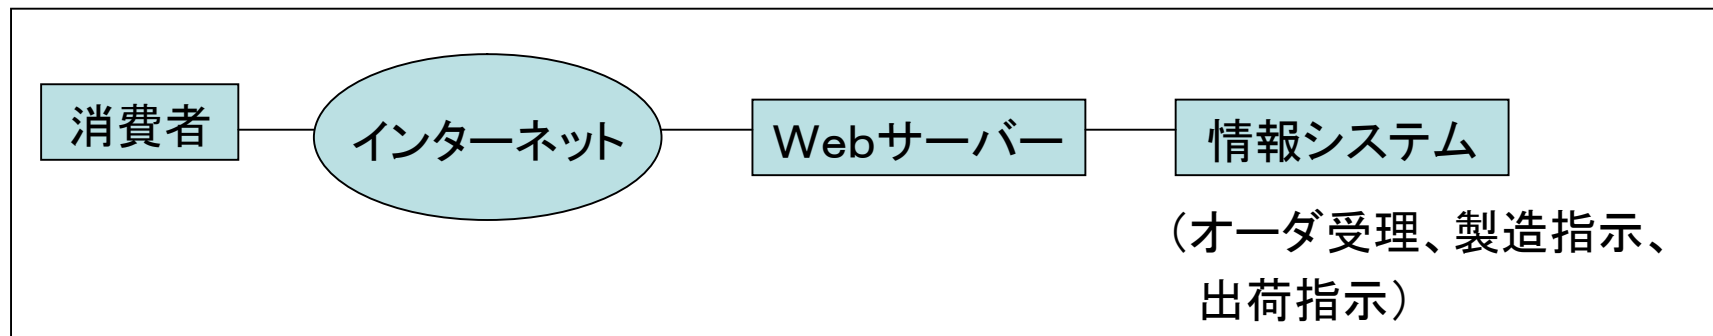 消費者
インターネット
Webサーバー
情報システム
(オーダ受理、製造指示、
出荷指示)